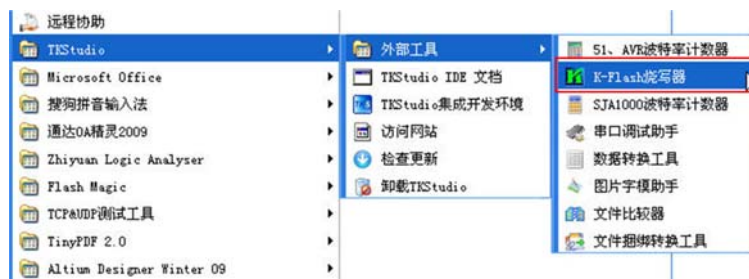 远程协助
TKStudio
Microsoft Office
搜狗拼音输入法
通达OA精灵2009
Zhiyuan Logic Analyser
Flash Magic
TCP&UDP测试工具
TinyPDF 2.0
Altium Designer Winter 09
外部工具
TKStudio IDE 文档
TKStudio集成开发环境
访问网站
检查更新
卸载TKStudio
51、AVR波特率计数器
K-Flash烧写器
SJA1000波特率计数器
串口调试助手
数据转换工具
图片字模助手
文件比较器
文件捆绑转换工具